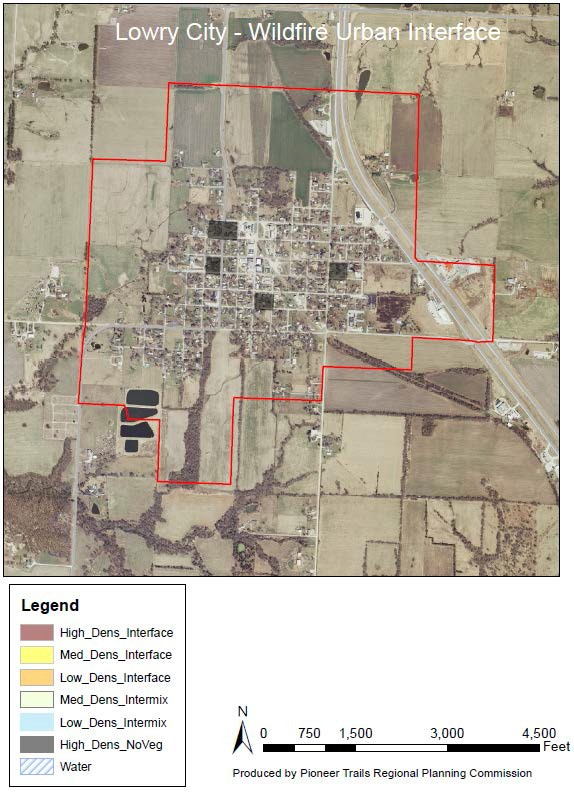 Lowry City - Wildfire Urban Interface
Legend
High_Dens_Interface
Med_Dens_Interface
Low_Dens_Interface
Med_Dens_Intermix
Low_Dens_Intermix
High_Dens_NoVeg
Water
N
0 750 1,500 3,000 4,500
Feet
Produced by Pioneer Trails Regional Planning Commission